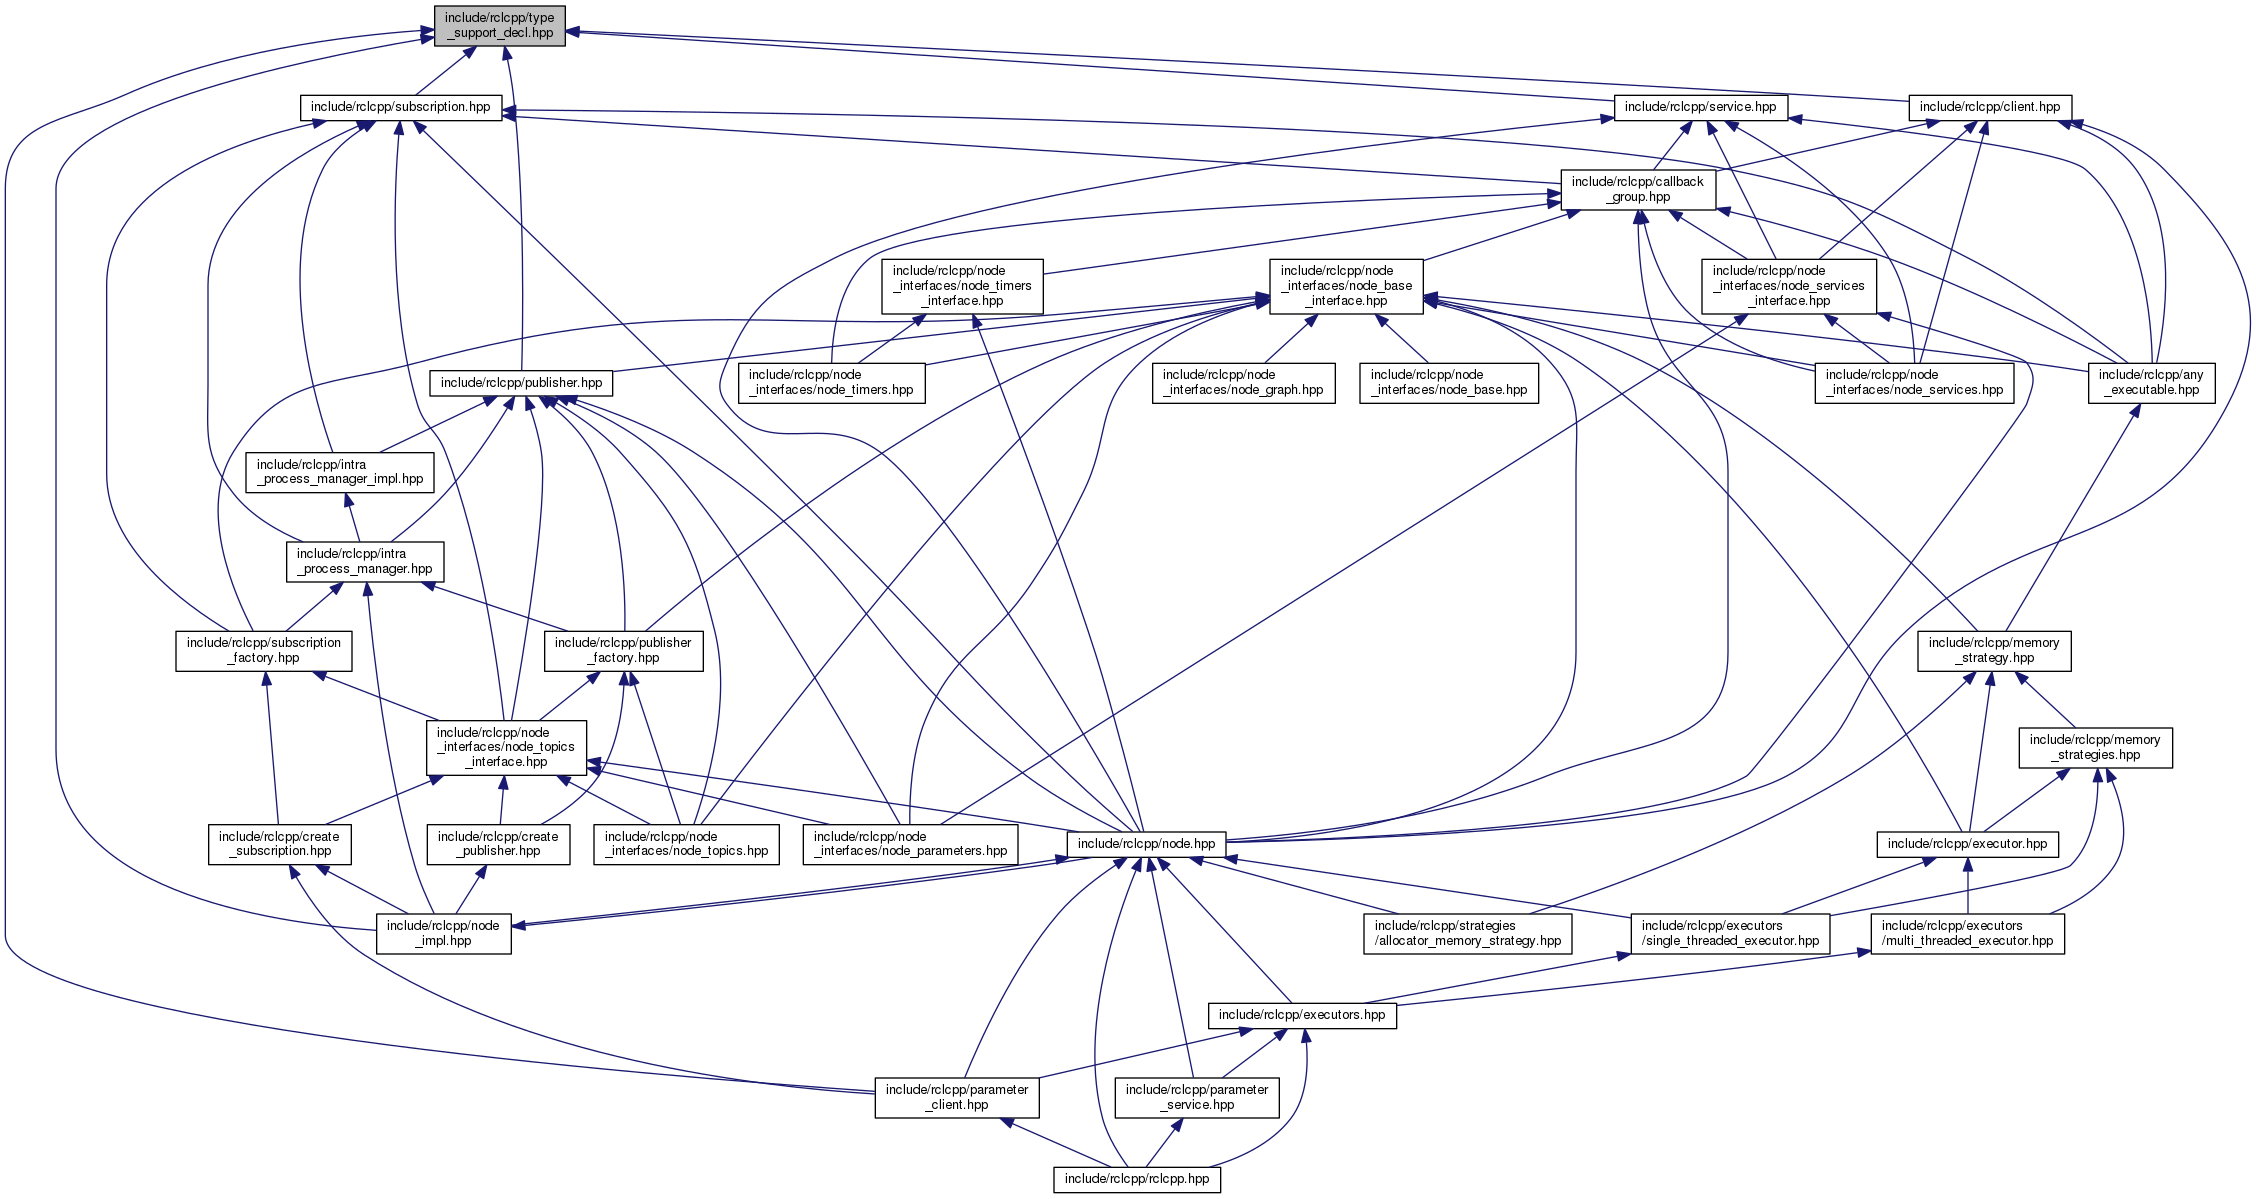 include/rclcpp/type
_support_decl.hpp
include/rclcpp/subscription.hpp
include/rclcpp/service.hpp
include/rclcpp/client.hpp
include/rclcpp/callback
_group.hpp
include/rclcpp/node
_interfaces/node_timers
_interface.hpp
include/rclcpp/node
_interfaces/node_base
_interface.hpp
include/rclcpp/node
_interfaces/node_services
_interface.hpp
include/rclcpp/publisher.hpp
include/rclcpp/node
_interfaces/node_timers.hpp
include/rclcpp/node
_interfaces/node_graph.hpp
include/rclcpp/node
_interfaces/node_base.hpp
include/rclcpp/node
_interfaces/node_services.hpp
include/rclcpp/any
_executable.hpp
include/rclcpp/intra
_process_manager_impl.hpp
include/rclcpp/intra
_process_manager.hpp
include/rclcpp/subscription
_factory.hpp
include/rclcpp/publisher
_factory.hpp
include/rclcpp/memory
_strategy.hpp
include/rclcpp/node
_interfaces/node_topics
_interface.hpp
include/rclcpp/memory
_strategies.hpp
include/rclcpp/create
_subscription.hpp
include/rclcpp/create
_publisher.hpp
include/rclcpp/node
_interfaces/node_topics.hpp
include/rclcpp/node
_interfaces/node_parameters.hpp
include/rclcpp/node.hpp
include/rclcpp/executor.hpp
include/rclcpp/node
_impl.hpp
include/rclcpp/strategies
/allocator_memory_strategy.hpp
include/rclcpp/executors
/single_threaded_executor.hpp
include/rclcpp/executors
/multi_threaded_executor.hpp
include/rclcpp/executors.hpp
include/rclcpp/parameter
_client.hpp
include/rclcpp/parameter
_service.hpp
include/rclcpp/rclcpp.hpp